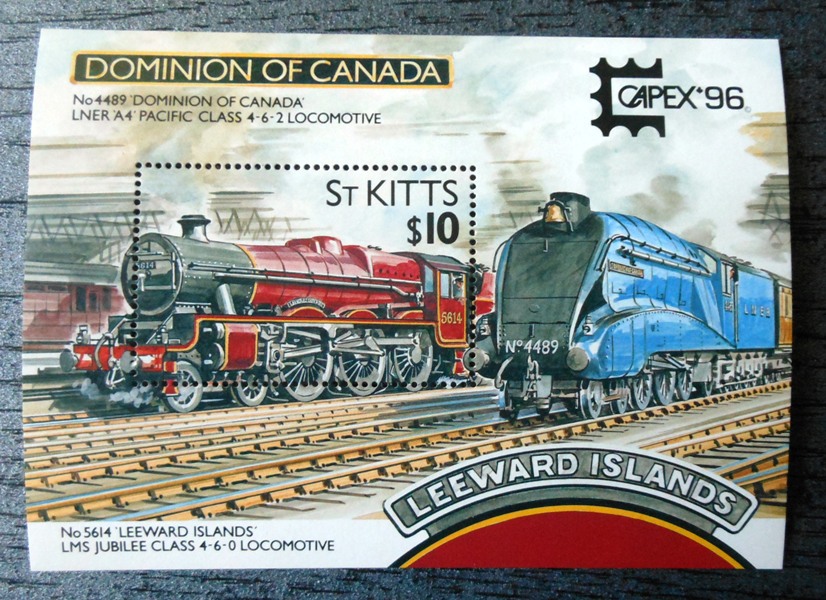 DOMINION OF CANADA
No 4489 'DOMINION OF CANADA'
LNER 'A4' PACIFIC CLASS 4-6-2 LOCOMOTIVE
CAPEX '96
ST KITTS
$10
5614
5614
No 4489
LNER
LEEWARD ISLANDS
No 5614 'LEEWARD ISLANDS'
LMS JUBILEE CLASS 4-6-0 LOCOMOTIVE